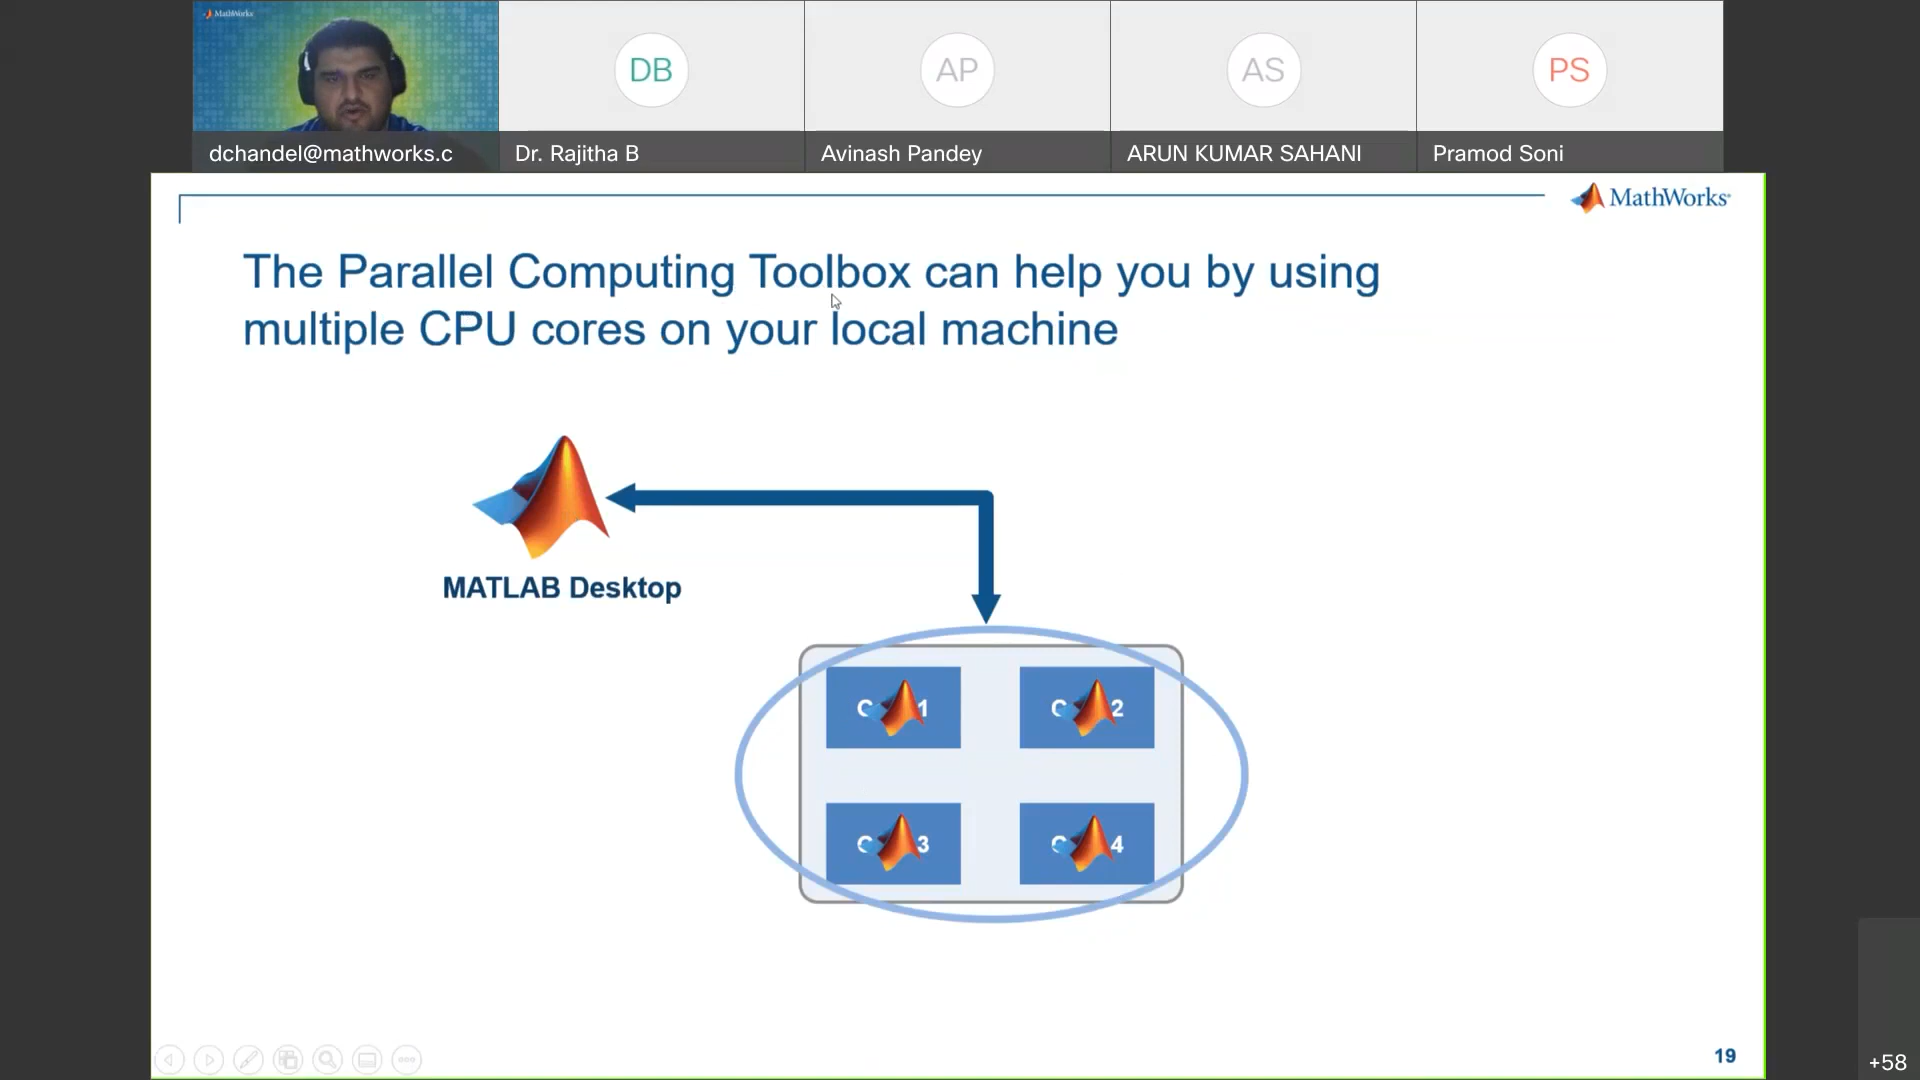 MathWorks
DB
AP
AS
PS
dchandel@mathworks.c
Dr. Rajitha B
Avinash Pandey
ARUN KUMAR SAHANI
Pramod Soni
MathWorks
The Parallel Computing Toolbox can help you by using
multiple CPU cores on your local machine
MATLAB Desktop
1
2
3
4
19
+58